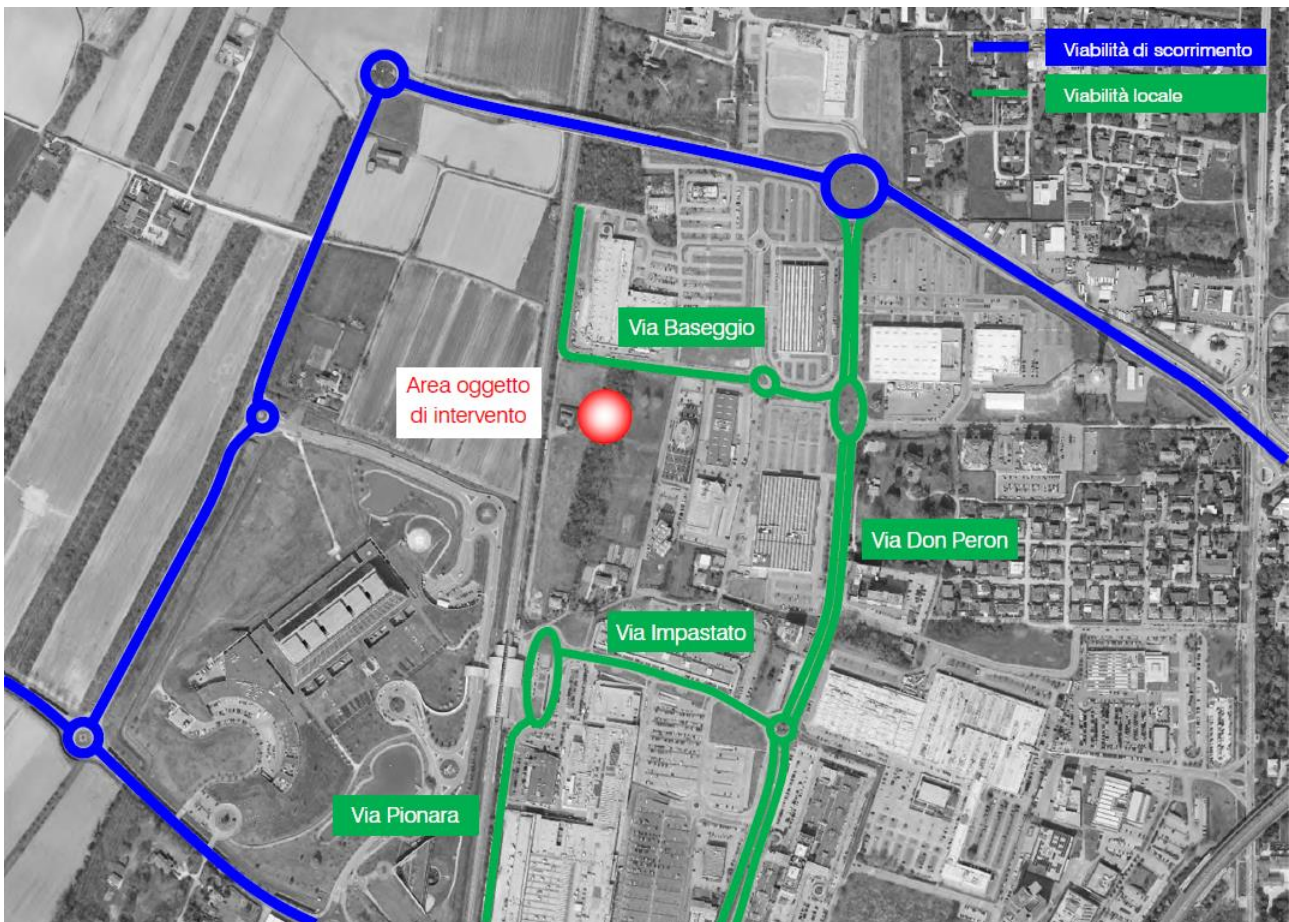 Viabilità di scorrimento
Viabilità locale
Via Baseggio
Area oggetto
di intervento
Via Don Peron
Via Impastato
Via Pionara